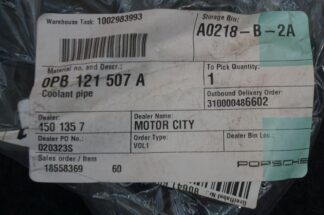 Warehouse Task: 1002983993
Storage Bin:
A0218-B-2A
Material no. and Descr.:
0PB 121 507 A
Coolant pipe
To Pick Quantity:
1
Outbound Delivery Order:
310000486602
Dealer:
150 135 7
Dealer Name:
MOTOR CITY
Dealer PO No.:
020323S
Order Type:
VOL1
Dealer Bin Loc.:
Sales order / Item
18558369 60
PORSCHE